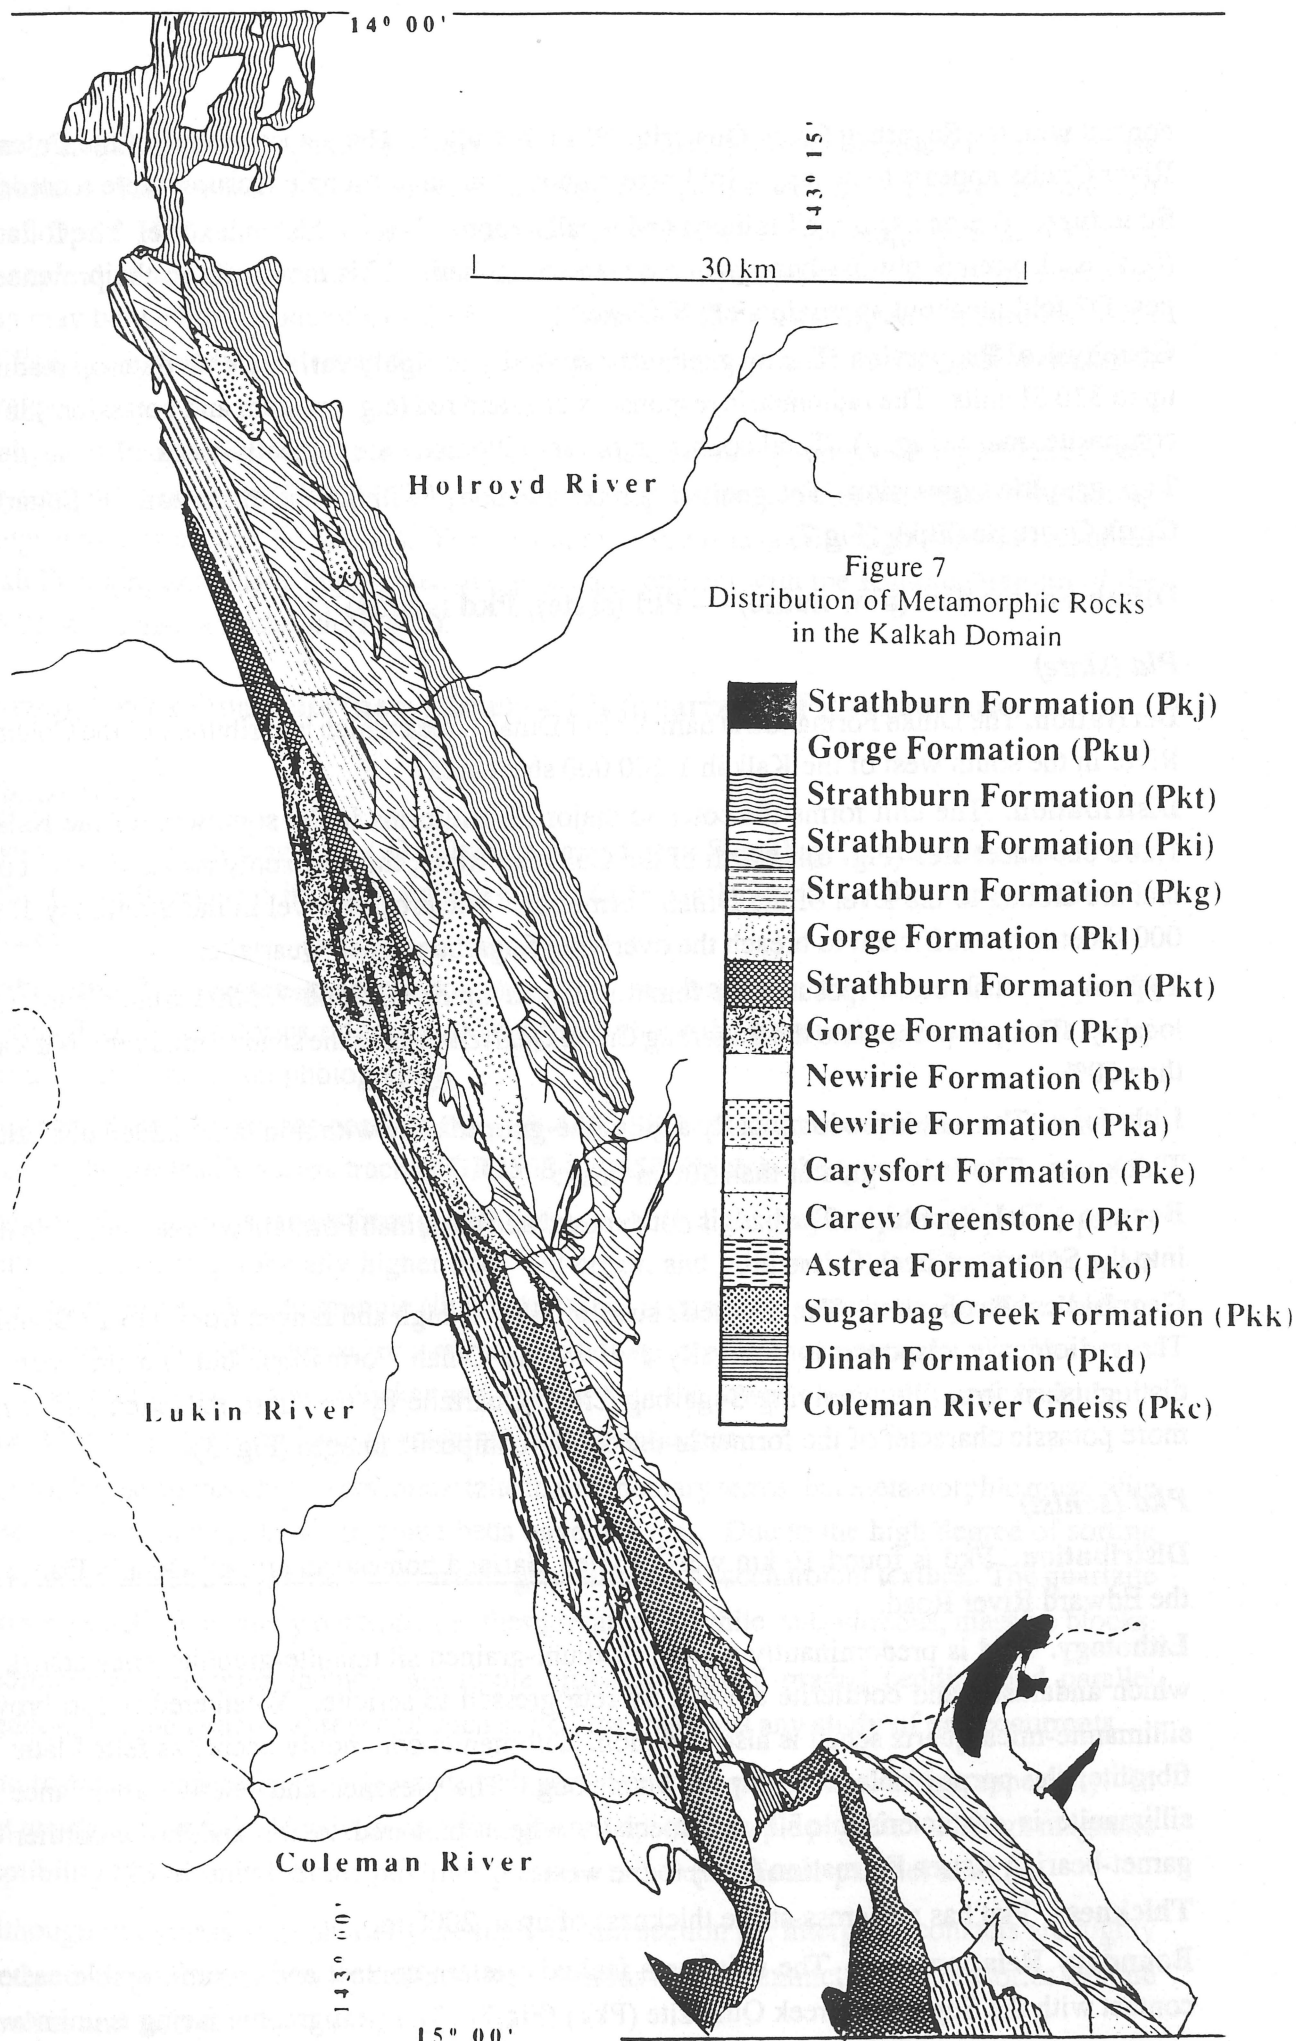 14° 00'
143° 15'
30 km
Holroyd River
Figure 7
Distribution of Metamorphic Rocks
in the Kalkah Domain
Strathburn Formation (Pkj)
Gorge Formation (Pku)
Strathburn Formation (Pkt)
Strathburn Formation (Pki)
Strathburn Formation (Pkg)
Gorge Formation (Pkl)
Strathburn Formation (Pkt)
Gorge Formation (Pkp)
Newirie Formation (Pkb)
Newirie Formation (Pka)
Carysfort Formation (Pke)
Carew Greenstone (Pkr)
Astrea Formation (Pko)
Sugarbag Creek Formation (Pkk)
Dinah Formation (Pkd)
Coleman River Gneiss (Pkc)
Lukin River
Coleman River
143° 00'
15° 00'